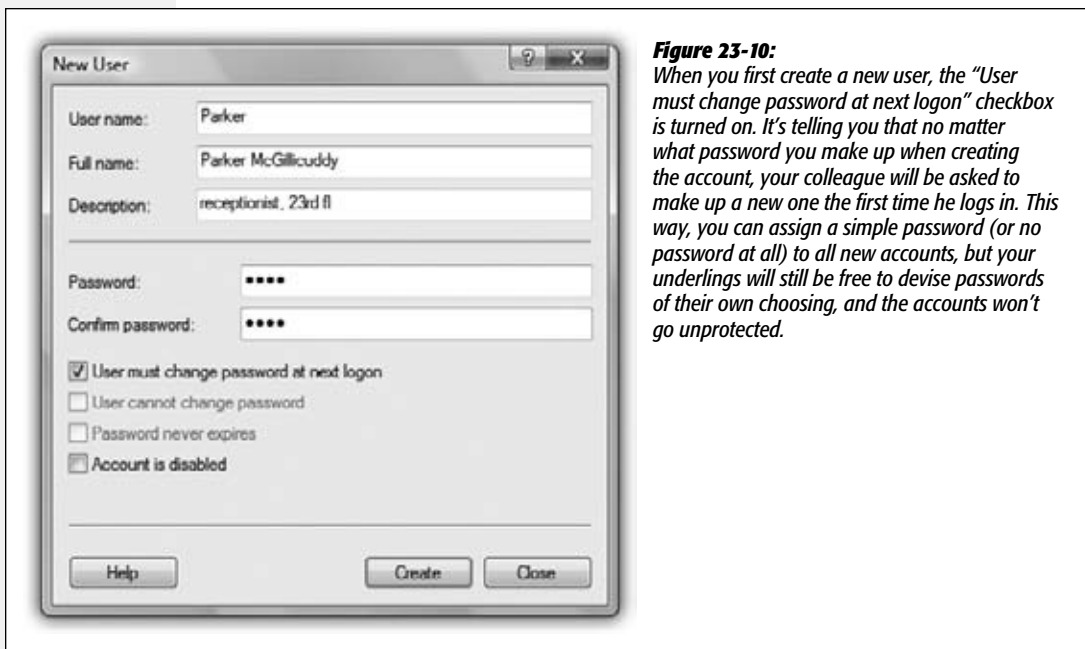 New User
User name:
Parker
Full name:
Parker McGillicuddy
Description:
receptionist, 23rd fl
Password:
••••
Confirm password:
••••
User must change password at next logon
User cannot change password
Password never expires
Account is disabled
Help
Create
Close
Figure 23-10:
When you first create a new user, the “User
must change password at next logon” checkbox
is turned on. It’s telling you that no matter
what password you make up when creating
the account, your colleague will be asked to
make up a new one the first time he logs in. This
way, you can assign a simple password (or no
password at all) to all new accounts, but your
underlings will still be free to devise passwords
of their own choosing, and the accounts won’t
go unprotected.